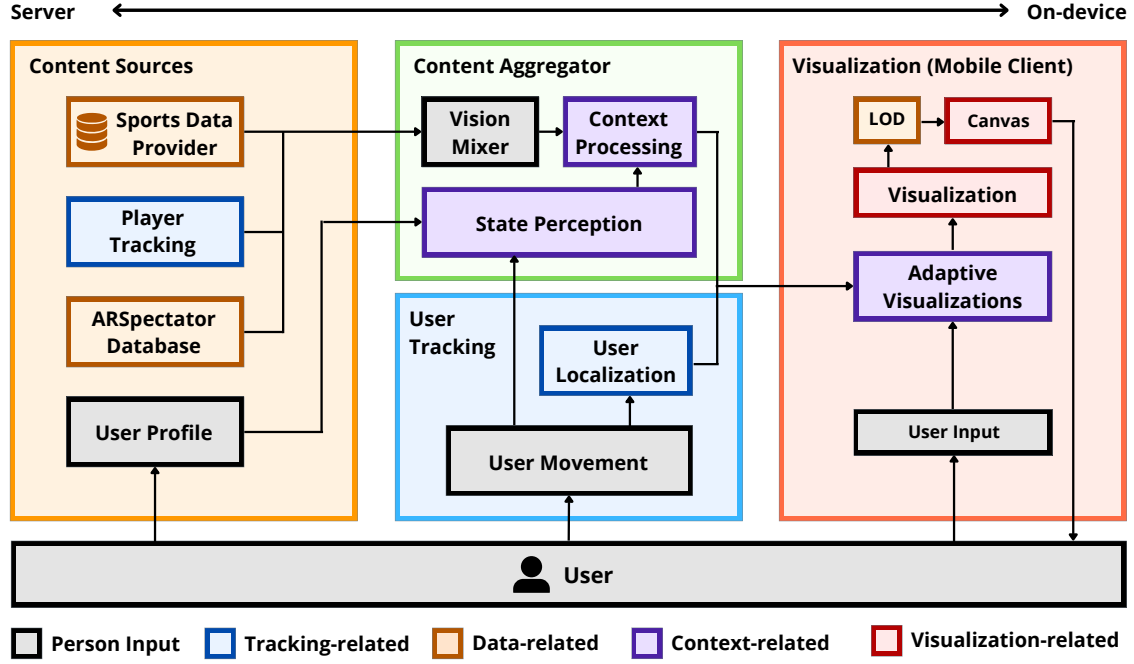 Server
On-device
Content Sources
Sports Data
Provider
Player
Tracking
ARSpectator
Database
User Profile
Content Aggregator
Vision
Mixer
Context
Processing
State Perception
User
Tracking
User
Localization
User Movement
Visualization (Mobile Client)
LOD
Canvas
Visualization
Adaptive
Visualizations
User Input
User
Person Input
Tracking-related
Data-related
Context-related
Visualization-related